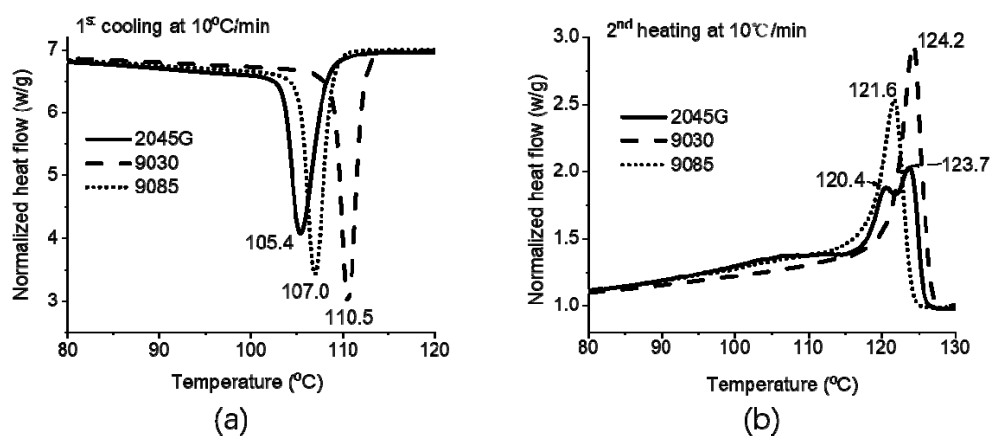 1st cooling at 10°C/min
Normalized heat flow (w/g)
7
6
5
4
3
2045G
9030
9085
105.4
107.0
110.5
80 90 100 110 120
Temperature (°C)
(a)
2nd heating at 10℃/min
Normalized heat flow (w/g)
3.0
2.5
2.0
1.5
1.0
2045G
9030
9085
124.2
121.6
120.4
123.7
80 90 100 110 120 130
Temperature (°C)
(b)